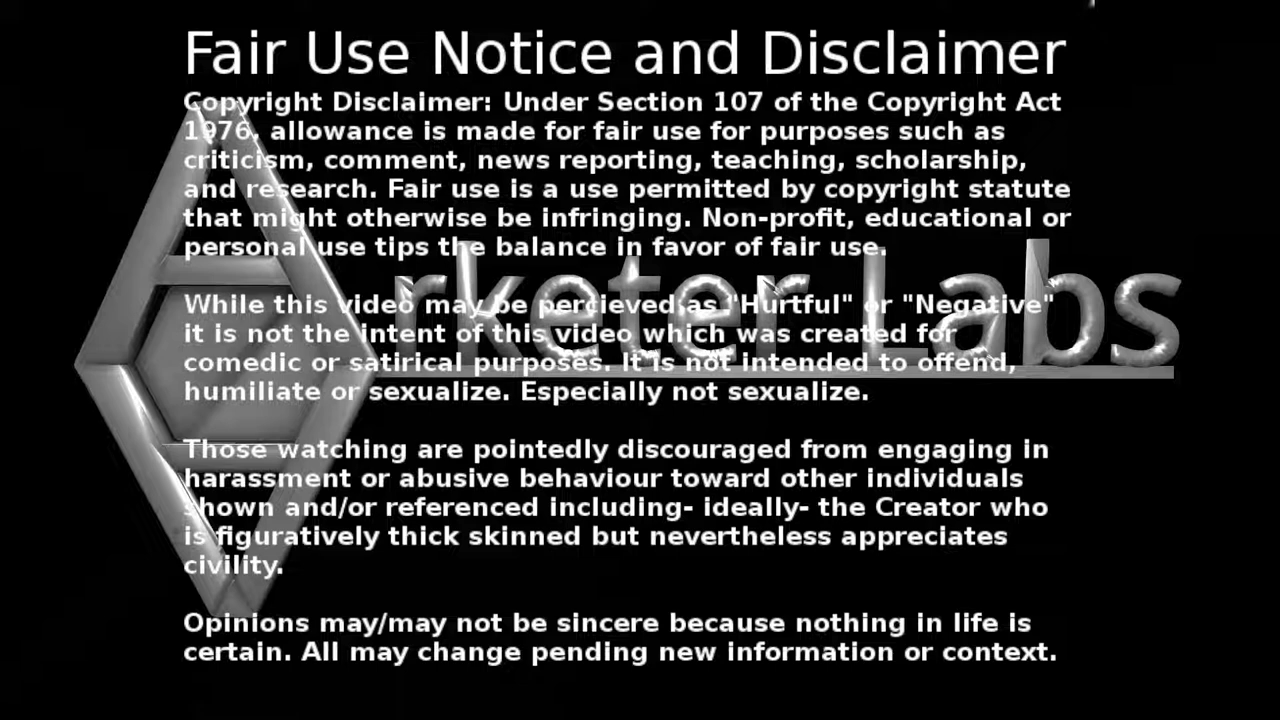 Fair Use Notice and Disclaimer
Copyright Disclaimer: Under Section 107 of the Copyright Act
1976, allowance is made for fair use for purposes such as
criticism, comment, news reporting, teaching, scholarship,
and research. Fair use is a use permitted by copyright statute
that might otherwise be infringing. Non-profit, educational or
personal use tips the balance in favor of fair use.
rketer Labs
While this video may be percieved as "Hurtful" or "Negative"
it is not the intent of this video which was created for
comedic or satirical purposes. It is not intended to offend,
humiliate or sexualize. Especially not sexualize.
Those watching are pointedly discouraged from engaging in
harassment or abusive behaviour toward other individuals
shown and/or referenced including- ideally- the Creator who
is figuratively thick skinned but nevertheless appreciates
civility.
Opinions may/may not be sincere because nothing in life is
certain. All may change pending new information or context.